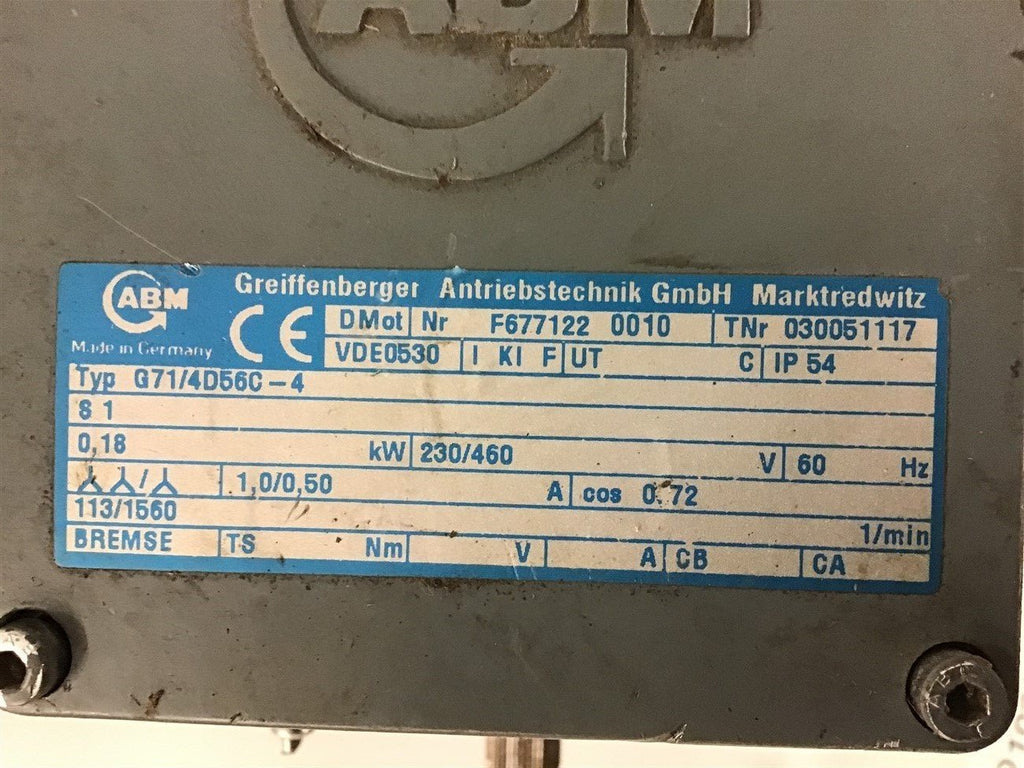 ABM
ABM
Made in Germany
CE
Greiffenberger Antriebstechnik GmbH Marktredwitz
DMot Nr F677122 0010 TNr 030051117
VDE0530 I KI F UT C IP 54
Typ G71/4D56C-4
S 1
0,18 kW 230/460 V 60 Hz
1,0/0,50 A cos 0.72
113/1560 1/min
BREMSE TS Nm V A CB CA